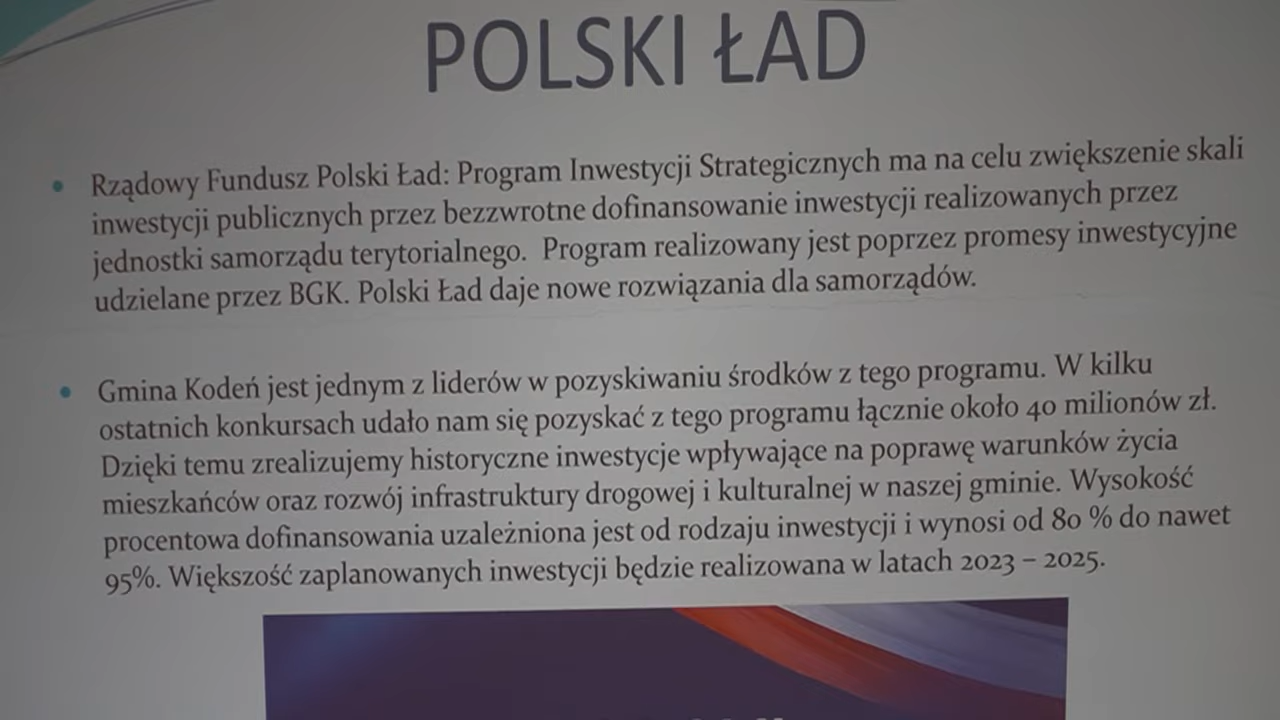 POLSKI ŁAD
• Rządowy Fundusz Polski Ład: Program Inwestycji Strategicznych ma na celu zwiększenie skali
inwestycji publicznych przez bezzwrotne dofinansowanie inwestycji realizowanych przez
jednostki samorządu terytorialnego. Program realizowany jest poprzez promesy inwestycyjne
udzielane przez BGK. Polski Ład daje nowe rozwiązania dla samorządów.
• Gmina Kodeń jest jednym z liderów w pozyskiwaniu środków z tego programu. W kilku
ostatnich konkursach udało nam się pozyskać z tego programu łącznie około 40 milionów zł.
Dzięki temu zrealizujemy historyczne inwestycje wpływające na poprawę warunków życia
mieszkańców oraz rozwój infrastruktury drogowej i kulturalnej w naszej gminie. Wysokość
procentowa dofinansowania uzależniona jest od rodzaju inwestycji i wynosi od 80 % do nawet
95%. Większość zaplanowanych inwestycji będzie realizowana w latach 2023 – 2025.